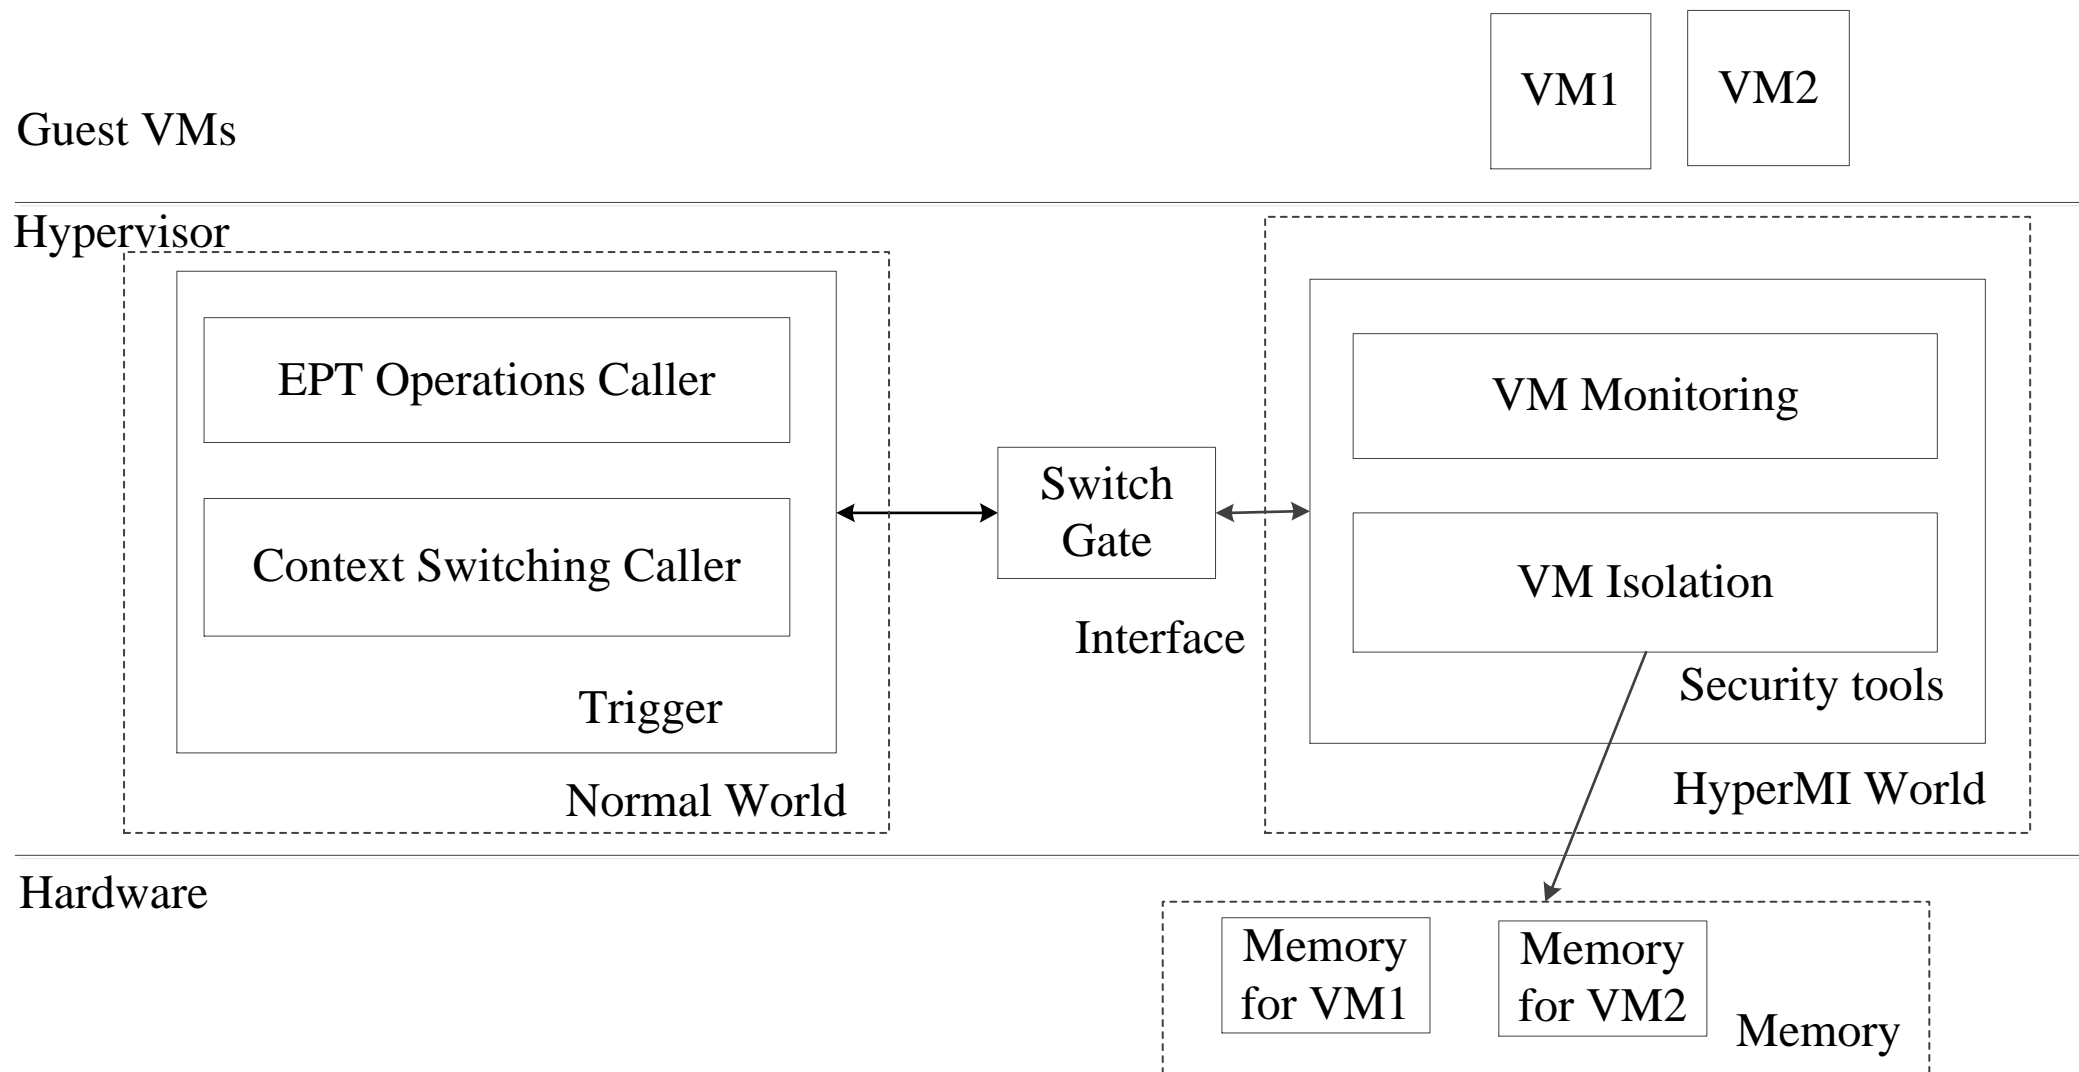 VM1
VM2
Guest VMs
Hypervisor
EPT Operations Caller
Context Switching Caller
Trigger
Normal World
Switch
Gate
Interface
VM Monitoring
VM Isolation
Security tools
HyperMI World
Hardware
Memory
for VM1
Memory
for VM2
Memory